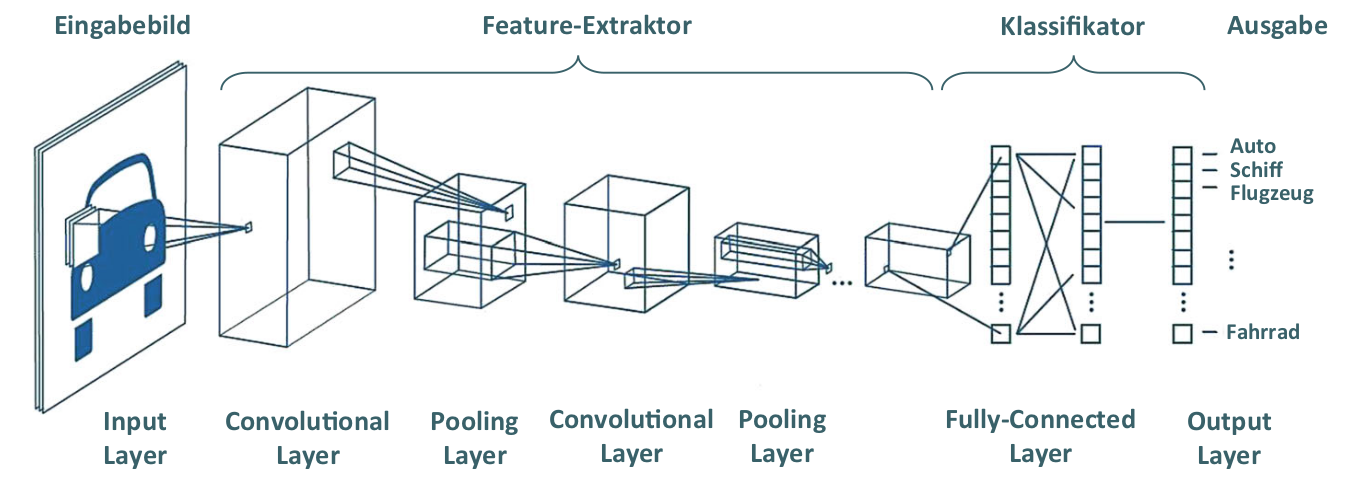 Eingabebild
Feature-Extraktor
Klassifikator
Ausgabe
Auto
Schiff
Flugzeug
Fahrrad
Input
Layer
Convolutional
Layer
Pooling
Layer
Convolutional
Layer
Pooling
Layer
Fully-Connected
Layer
Output
Layer